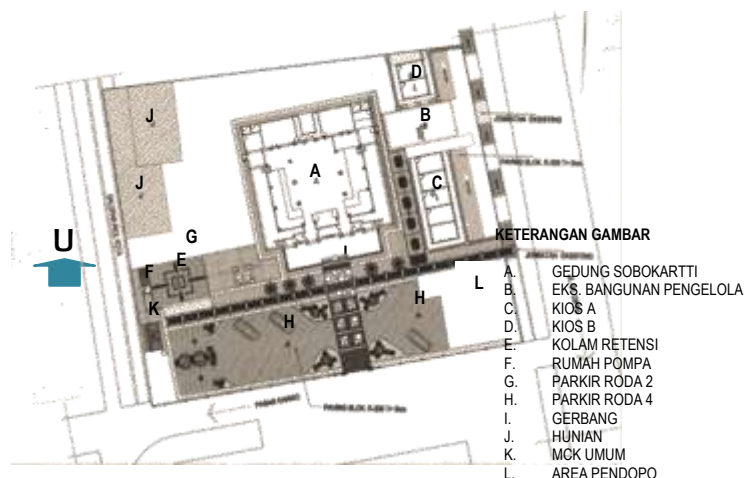 D
J
B
A
C
J
U
G
KETERANGAN GAMBAR
I
E
F
L
A. GEDUNG SOBOKARTTI
H
B. EKS. BANGUNAN PENGELOLA
K
C. KIOS A
H
D. KIOS B
E. KOLAM RETENSI
F. RUMAH POMPA
G. PARKIR RODA 2
H. PARKIR RODA 4
I. GERBANG
J. HUNIAN
K. MCK UMUM
L. AREA PENDOPO